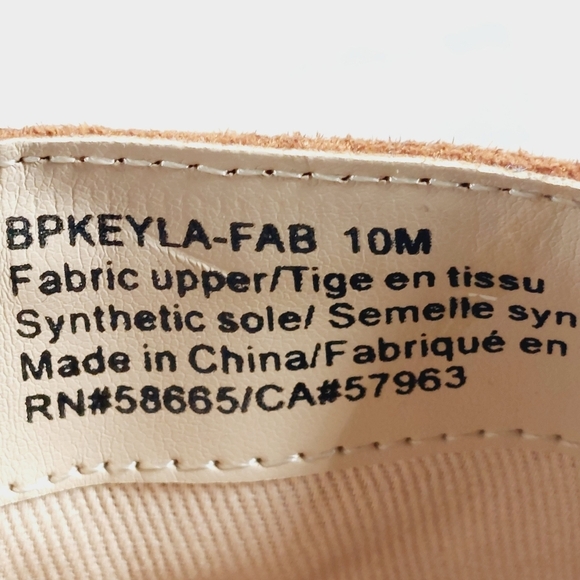 BPKEYLA-FAB 10M
Fabric upper/Tige en tissu
Synthetic sole/ Semelle syn
Made in China/Fabriqué en
RN#58665/CA#57963